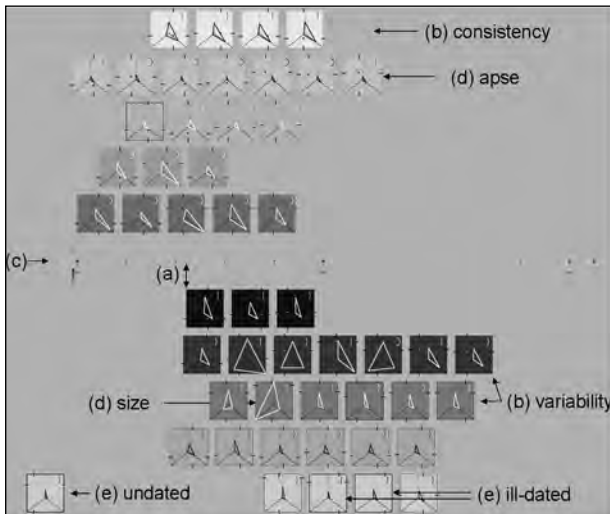 (b) consistency
(d) apse
(c)
(a)
(d) size
(b) variability
(e) undated
(e) ill-dated